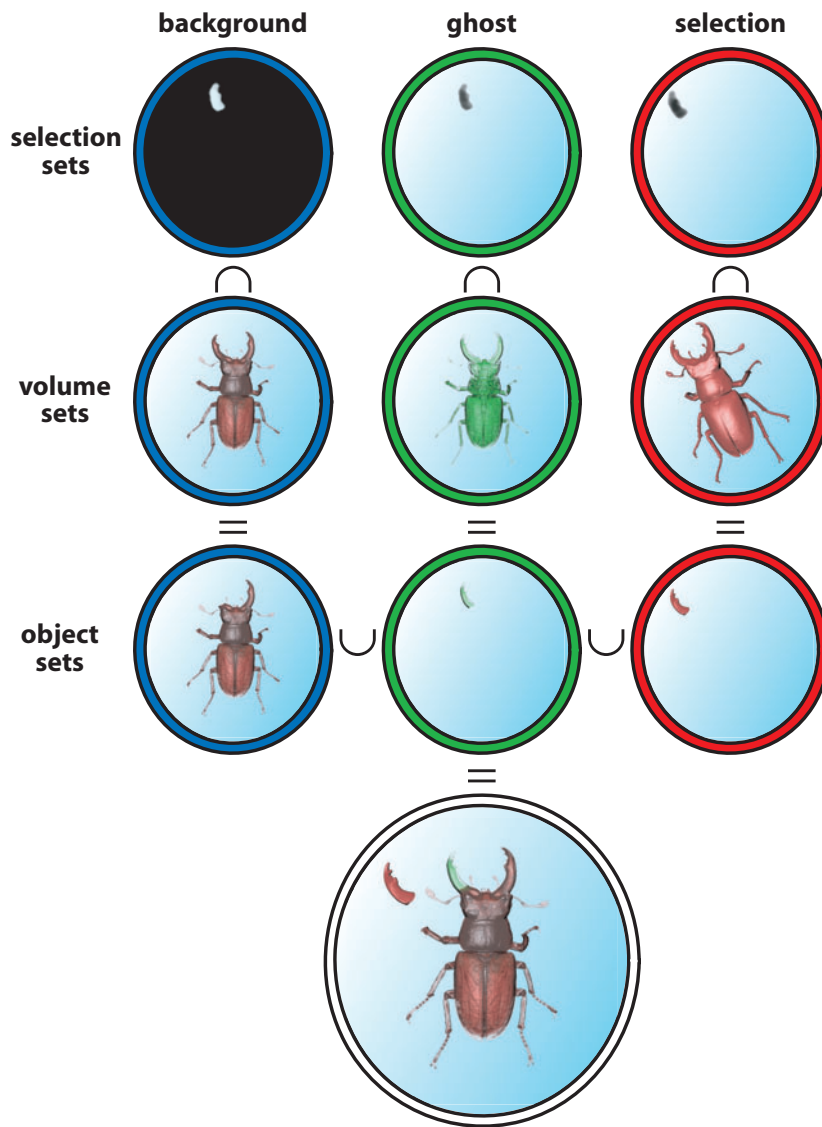 background
ghost
selection
selection
sets
∩
∩
∩
volume
sets
=
=
=
object
sets
∪
∪
=